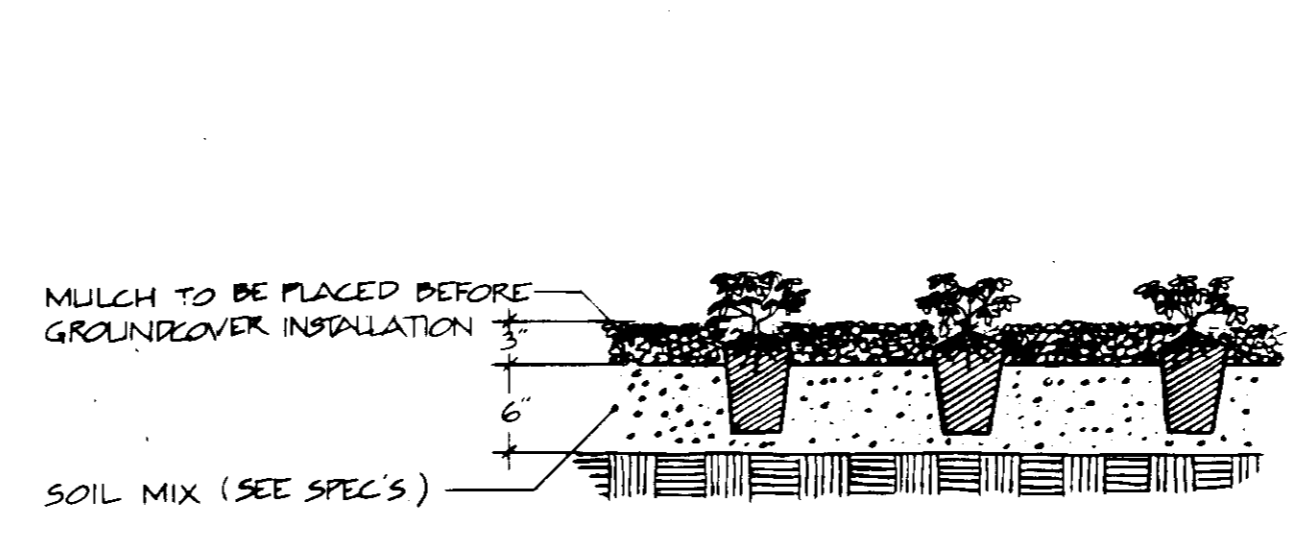 MULCH TO BE PLACED BEFORE
GROUNDCOVER INSTALLATION
3"
6"
SOIL MIX (SEE SPEC'S)